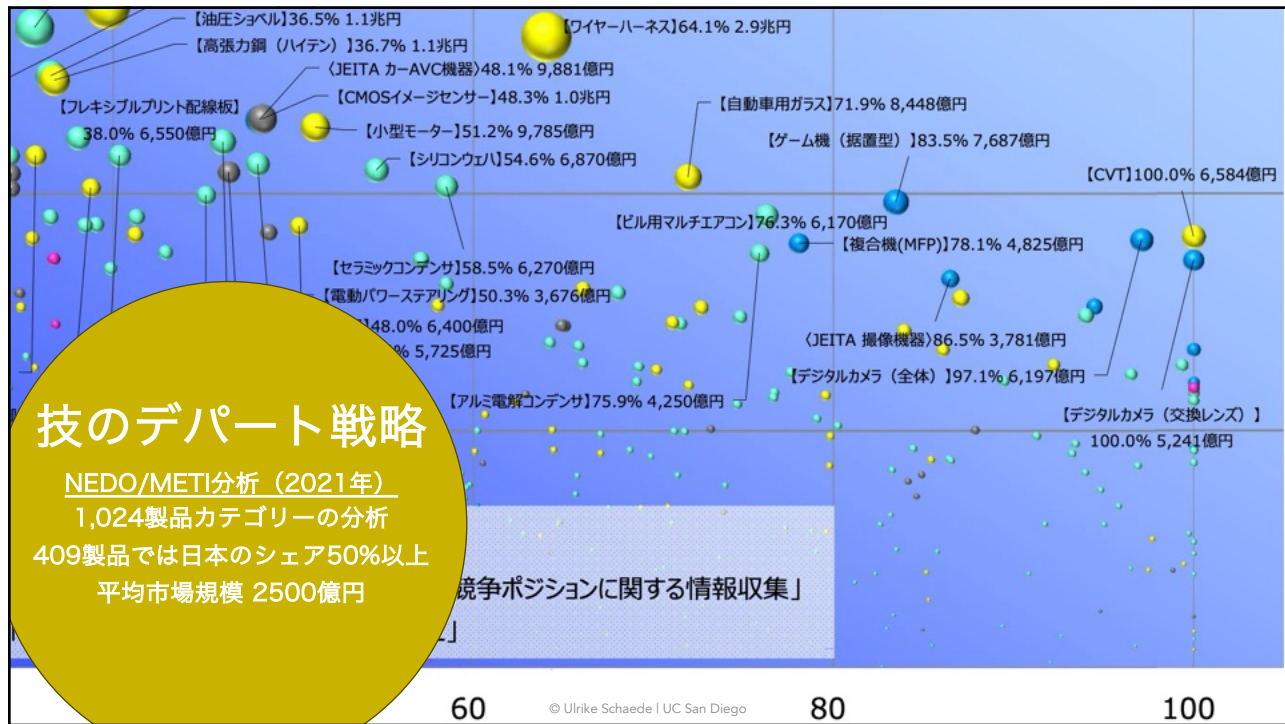 【油圧ショベル】36.5% 1.1兆円
【ワイヤーハーネス】64.1% 2.9兆円
【高張力鋼（ハイテン）】36.7% 1.1兆円
〈JEITA カーAVC機器〉48.1% 9,881億円
【CMOSイメージセンサー】48.3% 1.0兆円
【フレキシブルプリント配線板】
38.0% 6,550億円
【自動車用ガラス】71.9% 8,448億円
【小型モーター】51.2% 9,785億円
【ゲーム機（据置型）】83.5% 7,687億円
【シリコンウェハ】54.6% 6,870億円
【CVT】100.0% 6,584億円
【ビル用マルチエアコン】76.3% 6,170億円
【複合機(MFP)】78.1% 4,825億円
【セラミックコンデンサ】58.5% 6,270億円
【電動パワーステアリング】50.3% 3,676億円
】48.0% 6,400億円
〈JEITA 撮像機器〉86.5% 3,781億円
% 5,725億円
【デジタルカメラ（全体）】97.1% 6,197億円
【アルミ電解コンデンサ】75.9% 4,250億円
【デジタルカメラ（交換レンズ）】
100.0% 5,241億円
技のデパート戦略
NEDO/METI分析（2021年）
1,024製品カテゴリーの分析
409製品では日本のシェア50%以上
平均市場規模 2500億円
競争ポジションに関する情報収集」
」
60
80
100
© Ulrike Schaede | UC San Diego